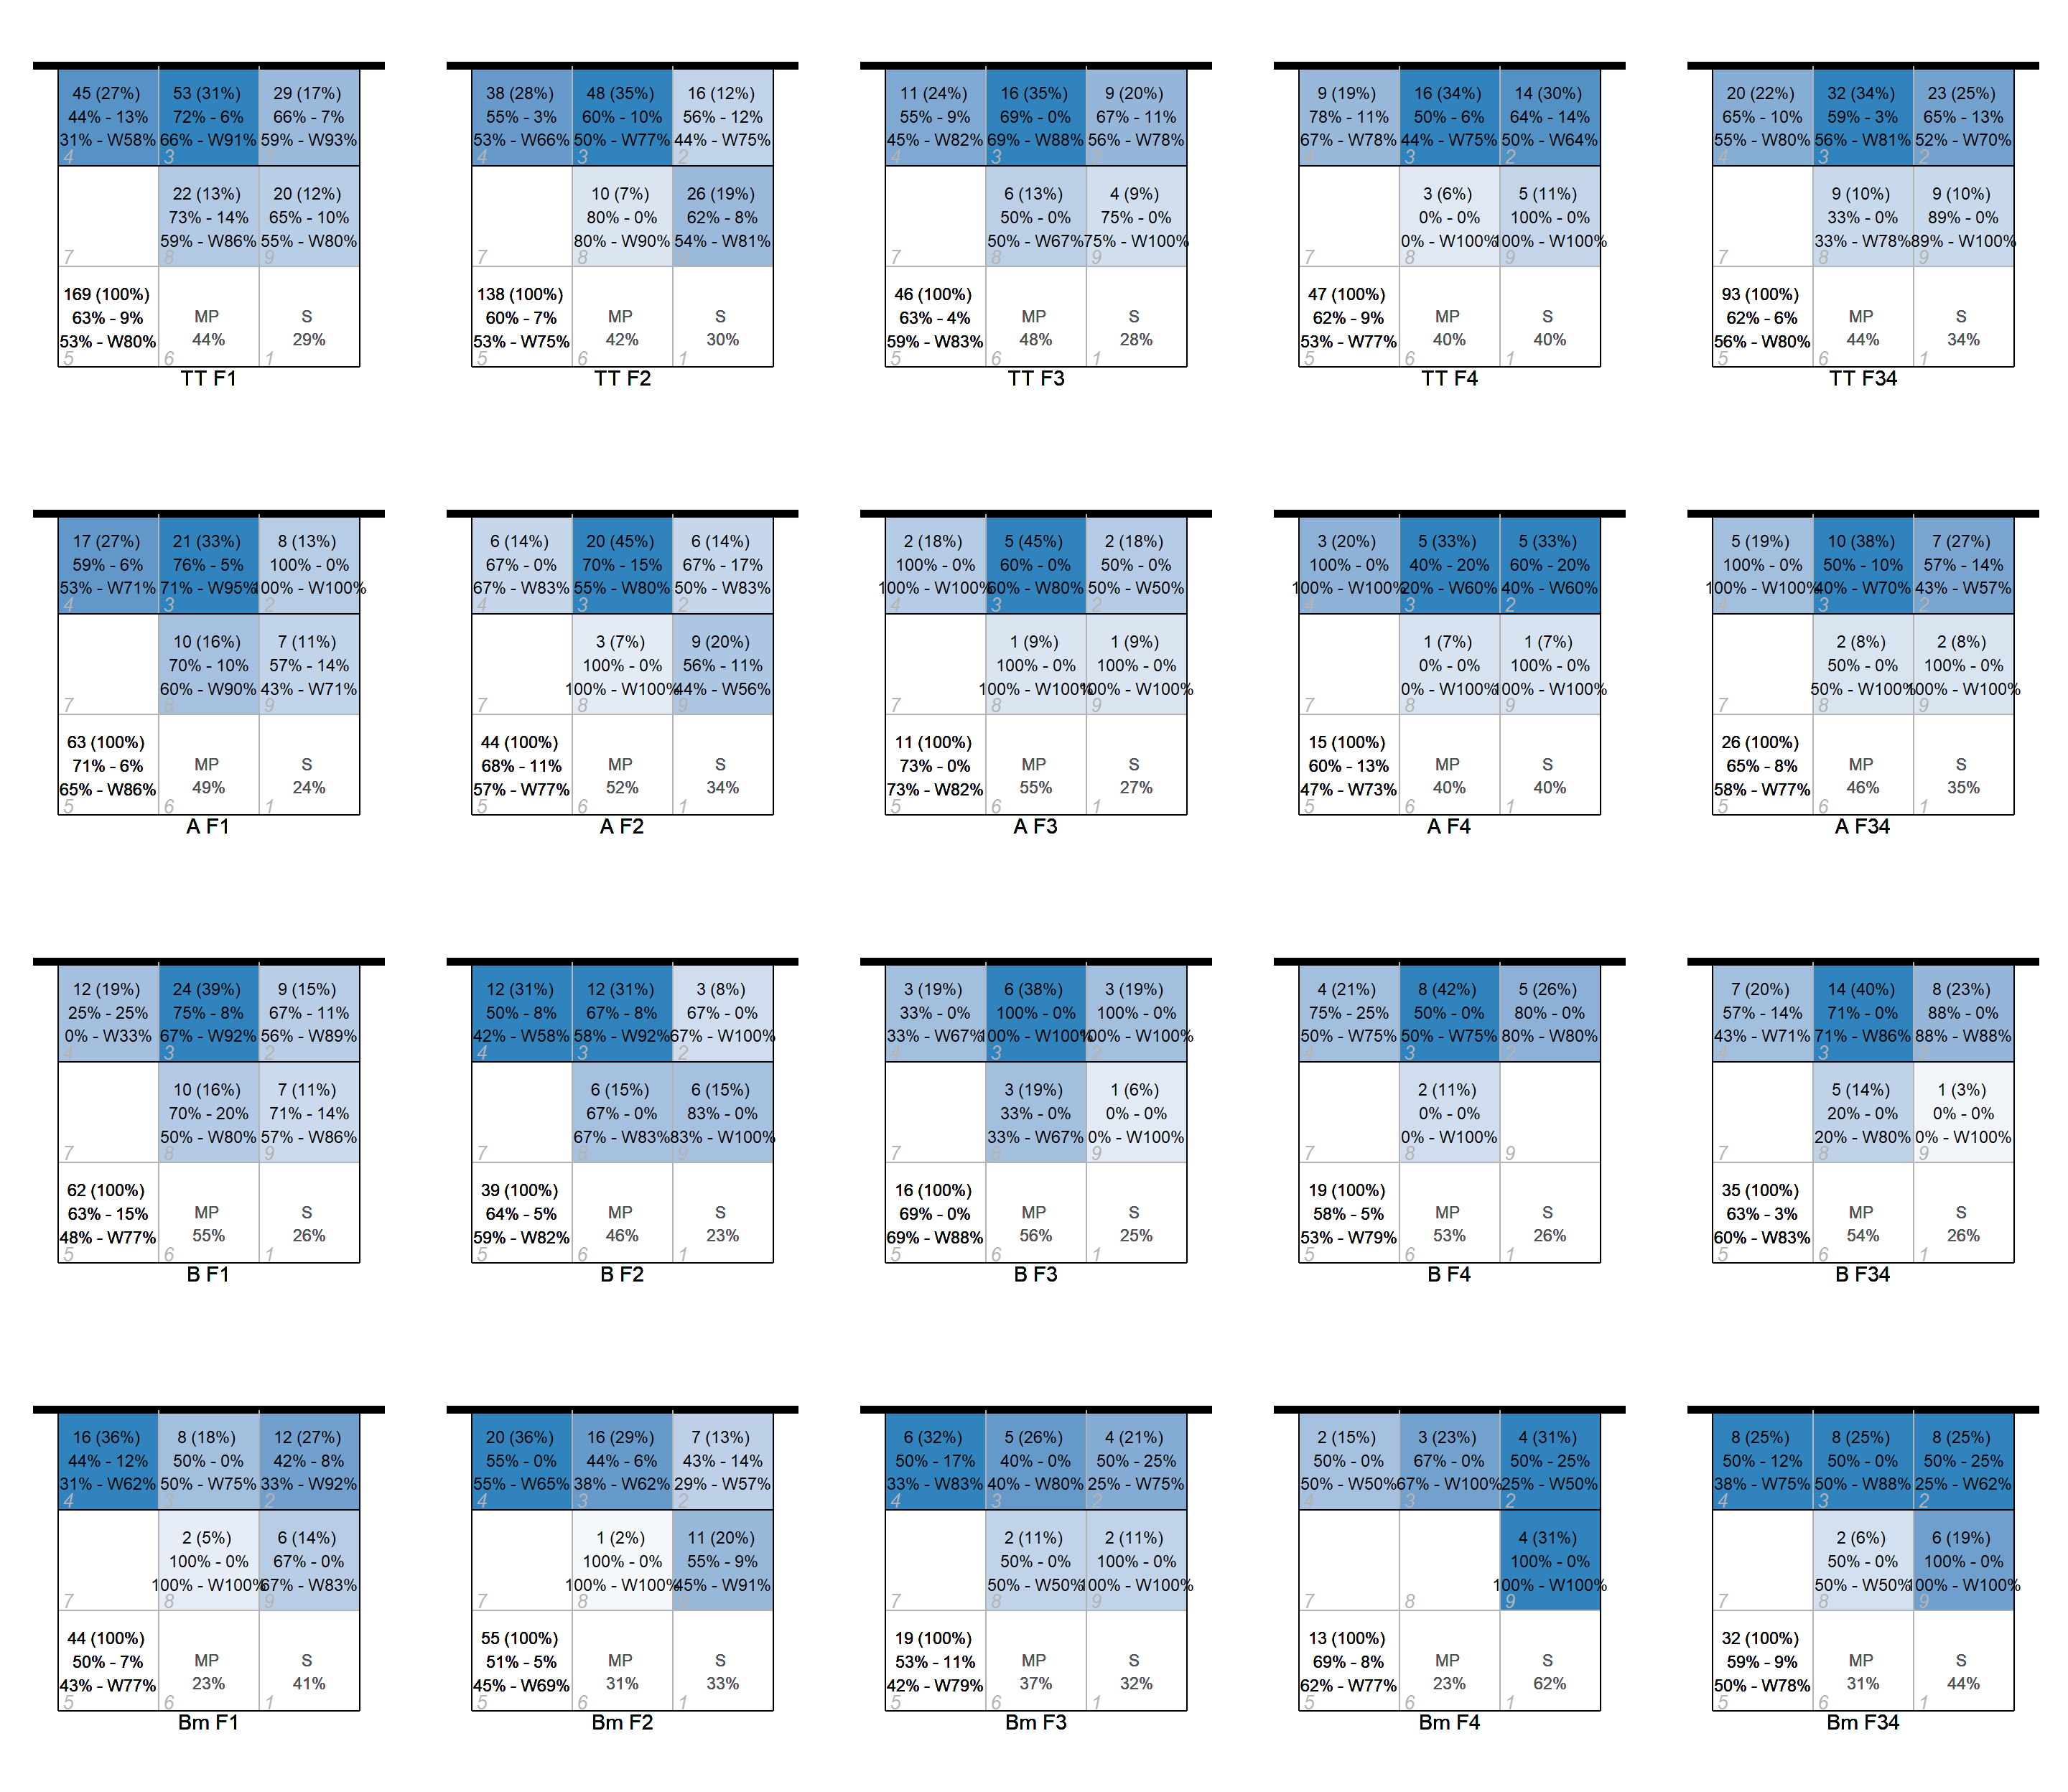 45 (27%) 53 (31%) 29 (17%)
44% - 13% 72% - 6% 66% - 7%
31% - W58% 66% - W91% 59% - W93%
4 3 2
22 (13%) 20 (12%)
73% - 14% 65% - 10%
59% - W86% 55% - W80%
7 8 9
169 (100%)
63% - 9% MP S
53% - W80% 44% 29%
5 6 1
TT F1
38 (28%) 48 (35%) 16 (12%)
55% - 3% 60% - 10% 56% - 12%
53% - W66% 50% - W77% 44% - W75%
4 3 2
10 (7%) 26 (19%)
80% - 0% 62% - 8%
80% - W90% 54% - W81%
7 8 9
138 (100%)
60% - 7% MP S
53% - W75% 42% 30%
5 6 1
TT F2
11 (24%) 16 (35%) 9 (20%)
55% - 9% 69% - 0% 67% - 11%
45% - W82% 69% - W88% 56% - W78%
4 3 2
6 (13%) 4 (9%)
50% - 0% 75% - 0%
50% - W67% 75% - W100%
7 8 9
46 (100%)
63% - 4% MP S
59% - W83% 48% 28%
5 6 1
TT F3
9 (19%) 16 (34%) 14 (30%)
78% - 11% 50% - 6% 64% - 14%
67% - W78% 44% - W75% 50% - W64%
4 3 2
3 (6%) 5 (11%)
0% - 0% 100% - 0%
0% - W100% 100% - W100%
7 8 9
47 (100%)
62% - 9% MP S
53% - W77% 40% 40%
5 6 1
TT F4
20 (22%) 32 (34%) 23 (25%)
65% - 10% 59% - 3% 65% - 13%
55% - W80% 56% - W81% 52% - W70%
4 3 2
9 (10%) 9 (10%)
33% - 0% 89% - 0%
33% - W78% 89% - W100%
7 8 9
93 (100%)
62% - 6% MP S
56% - W80% 44% 34%
5 6 1
TT F34
17 (27%) 21 (33%) 8 (13%)
59% - 6% 76% - 5% 100% - 0%
53% - W71% 71% - W95% 100% - W100%
4 3 2
10 (16%) 7 (11%)
70% - 10% 57% - 14%
60% - W90% 43% - W71%
7 8 9
63 (100%)
71% - 6% MP S
65% - W86% 49% 24%
5 6 1
A F1
6 (14%) 20 (45%) 6 (14%)
67% - 0% 70% - 15% 67% - 17%
67% - W83% 55% - W80% 50% - W83%
4 3 2
3 (7%) 9 (20%)
100% - 0% 56% - 11%
100% - W100% 44% - W56%
7 8 9
44 (100%)
68% - 11% MP S
57% - W77% 52% 34%
5 6 1
A F2
2 (18%) 5 (45%) 2 (18%)
100% - 0% 60% - 0% 50% - 0%
100% - W100% 60% - W80% 50% - W50%
4 3 2
1 (9%) 1 (9%)
100% - 0% 100% - 0%
100% - W100% 100% - W100%
7 8 9
11 (100%)
73% - 0% MP S
73% - W82% 55% 27%
5 6 1
A F3
3 (20%) 5 (33%) 5 (33%)
100% - 0% 40% - 20% 60% - 20%
100% - W100% 20% - W60% 40% - W60%
4 3 2
1 (7%) 1 (7%)
0% - 0% 100% - 0%
0% - W100% 100% - W100%
7 8 9
15 (100%)
60% - 13% MP S
47% - W73% 40% 40%
5 6 1
A F4
5 (19%) 10 (38%) 7 (27%)
100% - 0% 50% - 10% 57% - 14%
100% - W100% 40% - W70% 43% - W57%
4 3 2
2 (8%) 2 (8%)
50% - 0% 100% - 0%
50% - W100% 100% - W100%
7 8 9
26 (100%)
65% - 8% MP S
58% - W77% 46% 35%
5 6 1
A F34
12 (19%) 24 (39%) 9 (15%)
25% - 25% 75% - 8% 67% - 11%
0% - W33% 67% - W92% 56% - W89%
4 3 2
10 (16%) 7 (11%)
70% - 20% 71% - 14%
50% - W80% 57% - W86%
7 8 9
62 (100%)
63% - 15% MP S
48% - W77% 55% 26%
5 6 1
B F1
12 (31%) 12 (31%) 3 (8%)
50% - 8% 67% - 8% 67% - 0%
42% - W58% 58% - W92% 67% - W100%
4 3 2
6 (15%) 6 (15%)
67% - 0% 83% - 0%
67% - W83% 83% - W100%
7 8 9
39 (100%)
64% - 5% MP S
59% - W82% 46% 23%
5 6 1
B F2
3 (19%) 6 (38%) 3 (19%)
33% - 0% 100% - 0% 100% - 0%
33% - W67% 100% - W100% 100% - W100%
4 3 2
3 (19%) 1 (6%)
33% - 0% 0% - 0%
33% - W67% 0% - W100%
7 8 9
16 (100%)
69% - 0% MP S
69% - W88% 56% 25%
5 6 1
B F3
4 (21%) 8 (42%) 5 (26%)
75% - 25% 50% - 0% 80% - 0%
50% - W75% 50% - W75% 80% - W80%
4 3 2
2 (11%)
0% - 0%
0% - W100%
7 8 9
19 (100%)
58% - 5% MP S
53% - W79% 53% 26%
5 6 1
B F4
7 (20%) 14 (40%) 8 (23%)
57% - 14% 71% - 0% 88% - 0%
43% - W71% 71% - W86% 88% - W88%
4 3 2
5 (14%) 1 (3%)
20% - 0% 0% - 0%
20% - W80% 0% - W100%
7 8 9
35 (100%)
63% - 3% MP S
60% - W83% 54% 26%
5 6 1
B F34
16 (36%) 8 (18%) 12 (27%)
44% - 12% 50% - 0% 42% - 8%
31% - W62% 50% - W75% 33% - W92%
4 3 2
2 (5%) 6 (14%)
100% - 0% 67% - 0%
100% - W100% 67% - W83%
7 8 9
44 (100%)
50% - 7% MP S
43% - W77% 23% 41%
5 6 1
Bm F1
20 (36%) 16 (29%) 7 (13%)
55% - 0% 44% - 6% 43% - 14%
55% - W65% 38% - W62% 29% - W57%
4 3 2
1 (2%) 11 (20%)
100% - 0% 55% - 9%
100% - W100% 45% - W91%
7 8 9
55 (100%)
51% - 5% MP S
45% - W69% 31% 33%
5 6 1
Bm F2
6 (32%) 5 (26%) 4 (21%)
50% - 17% 40% - 0% 50% - 25%
33% - W83% 40% - W80% 25% - W75%
4 3 2
2 (11%) 2 (11%)
50% - 0% 100% - 0%
50% - W50% 100% - W100%
7 8 9
19 (100%)
53% - 11% MP S
42% - W79% 37% 32%
5 6 1
Bm F3
2 (15%) 3 (23%) 4 (31%)
50% - 0% 67% - 0% 50% - 25%
50% - W50% 67% - W100% 25% - W50%
4 3 2
4 (31%)
100% - 0%
100% - W100%
7 8 9
13 (100%)
69% - 8% MP S
62% - W77% 23% 62%
5 6 1
Bm F4
8 (25%) 8 (25%) 8 (25%)
50% - 12% 50% - 0% 50% - 25%
38% - W75% 50% - W88% 25% - W62%
4 3 2
2 (6%) 6 (19%)
50% - 0% 100% - 0%
50% - W50% 100% - W100%
7 8 9
32 (100%)
59% - 9% MP S
50% - W78% 31% 44%
5 6 1
Bm F34